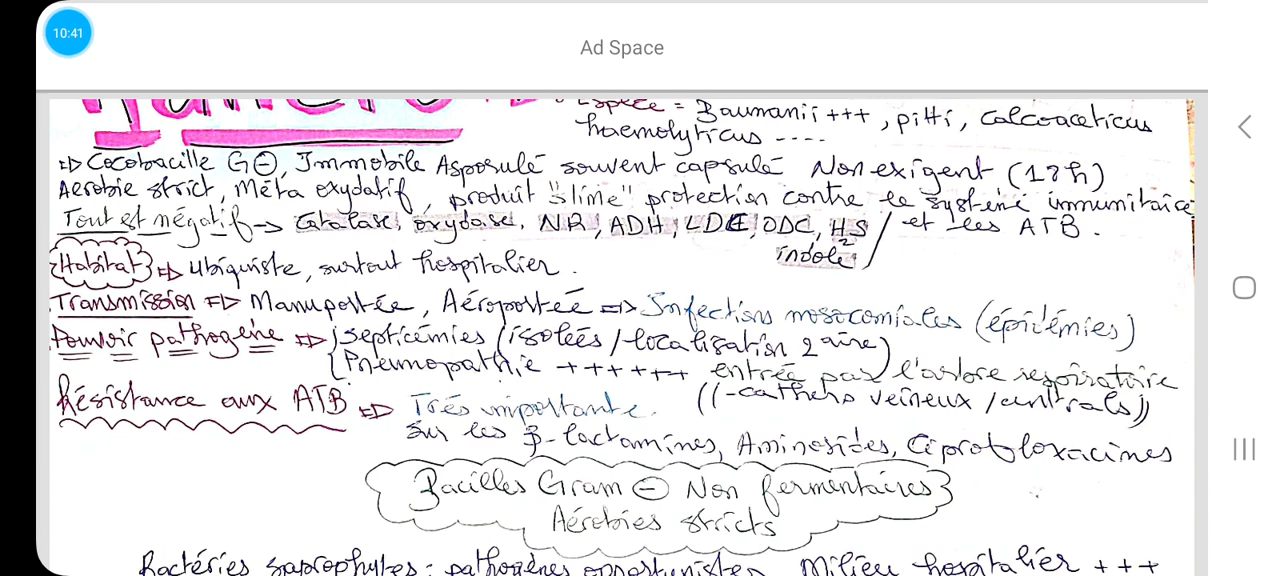 10:41
Ad Space
Espèce = Baumanii +++, pitti, calcoaceticus
haemolyticus ----
=> Cocobacille G⊖, Immobile Asporulé souvent capsulé Non exigent (18h)
Aérobie strict, Méta oxydatif, produit "slime" protection contre le système immunitaire
Tout est négatif -> Catalase, oxydase, NR, ADH, LDC, ODC, H2S / et les ATB.
indole
Habitat => Ubiquiste, surtout hospitalier.
Transmission => Manuportée, Aéroportée => Infections nosocomiales (épidémies)
Pouvoir pathogène => septicémies (isolées / localisation 2aire)
Pneumopathie ++++++ entrée par l'arbre respiratoire
Résistance aux ATB => Très importante. ((-cathers veineux / centrals))
sur les β-lactamines, Aminosides, Ciprofloxacines
Bacilles Gram ⊖ Non fermentaires
Aérobies stricts
Bactéries saprophytes: pathogènes opportunistes Milieu hospitalier +++